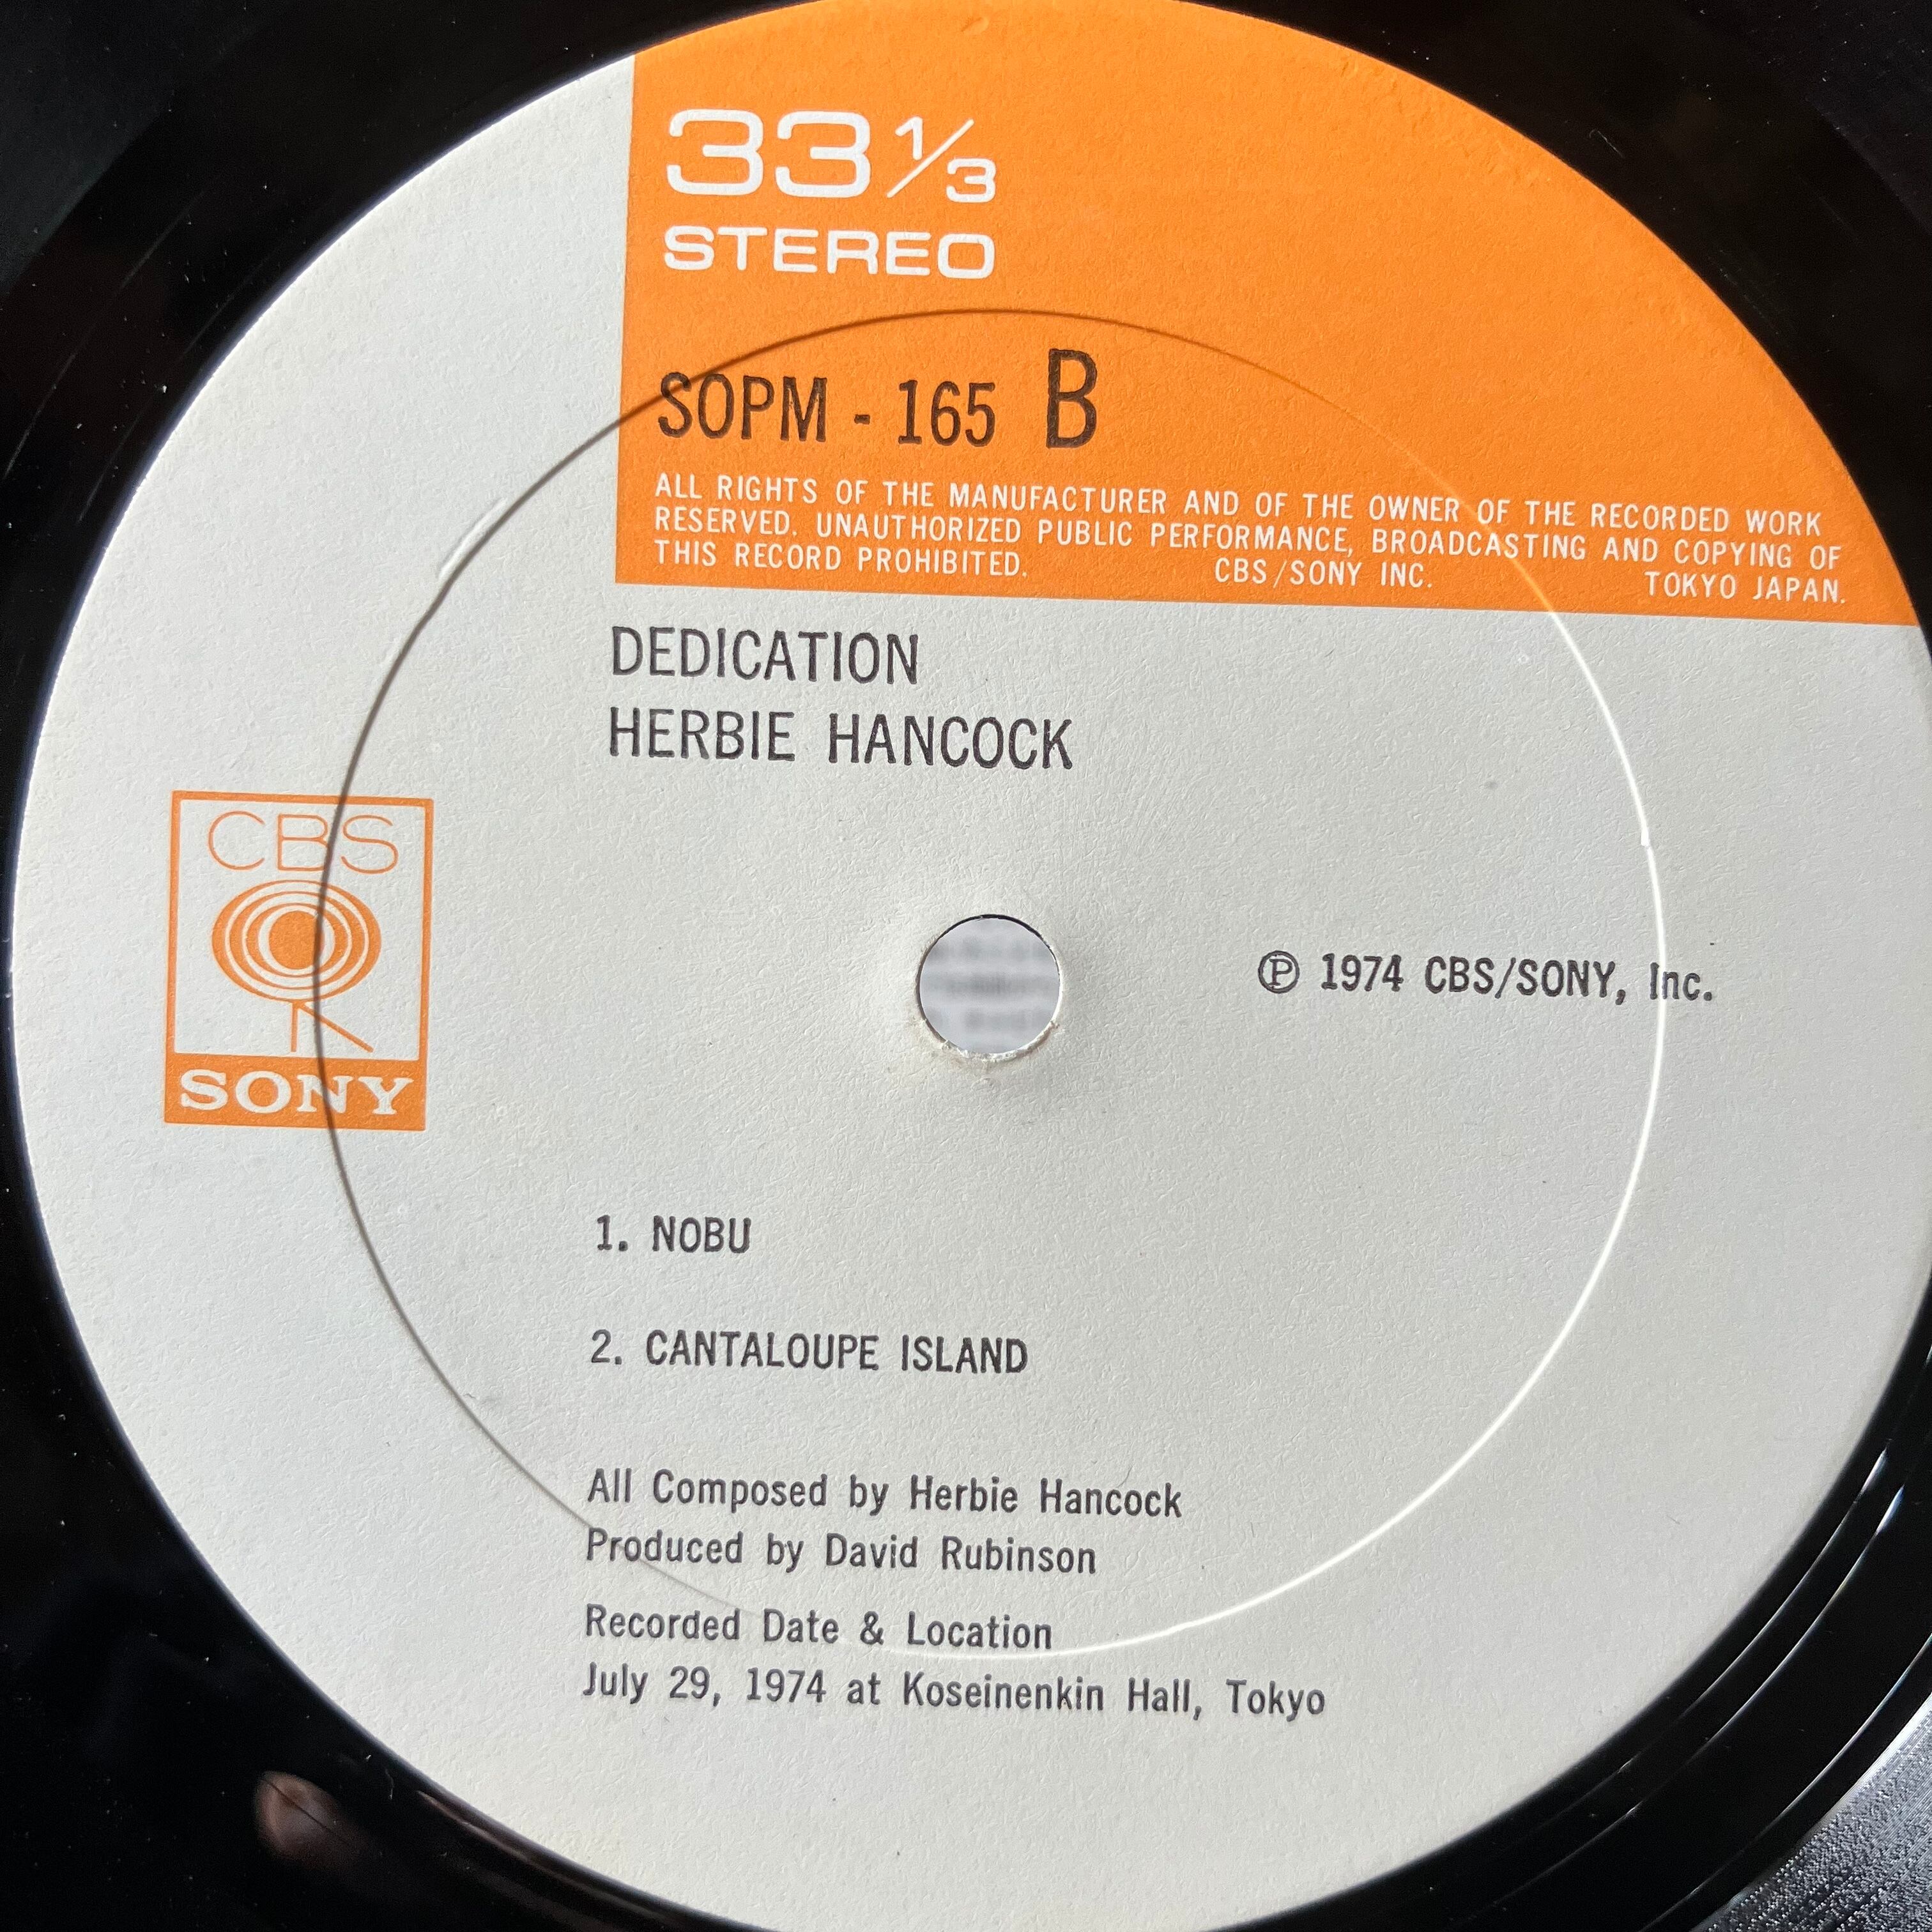 33 1/3
STEREO
SOPM - 165 B
ALL RIGHTS OF THE MANUFACTURER AND OF THE OWNER OF THE RECORDED WORK
RESERVED. UNAUTHORIZED PUBLIC PERFORMANCE, BROADCASTING AND COPYING OF
THIS RECORD PROHIBITED. CBS/SONY INC. TOKYO JAPAN.
DEDICATION
HERBIE HANCOCK
CBS
SONY
Ⓟ 1974 CBS/SONY, Inc.
1. NOBU
2. CANTALOUPE ISLAND
All Composed by Herbie Hancock
Produced by David Rubinson
Recorded Date & Location
July 29, 1974 at Koseinenkin Hall, Tokyo